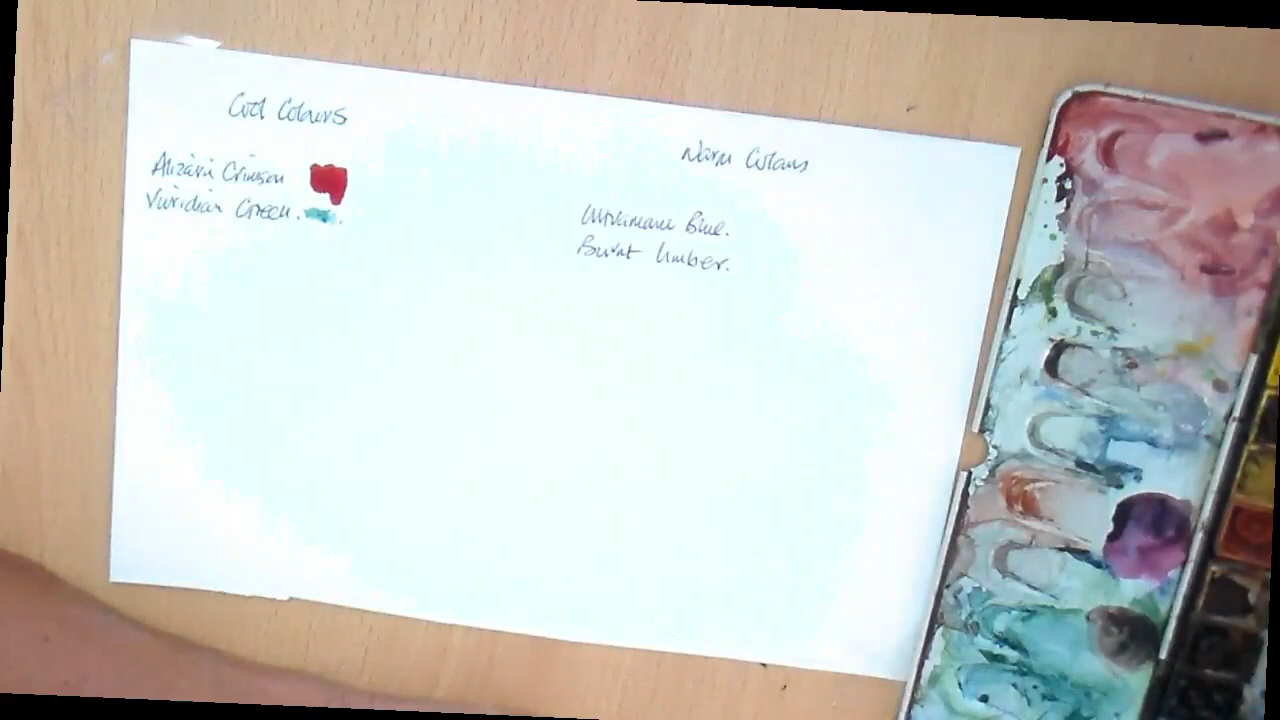 Cool Colours
Alizarin Crimson
Viridian Green.
Warm Colours
Ultramarine Blue.
Burnt Umber.